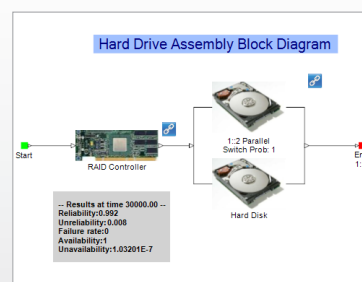 Hard Drive Assembly Block Diagram
Start
RAID Controller
1::2 Parallel
Switch Prob: 1
Hard Disk
-- Results at time 30000.00 --
Reliability:0.992
Unreliability:0.008
Failure rate:0
Availability:1
Unavailability:1.03201E-7